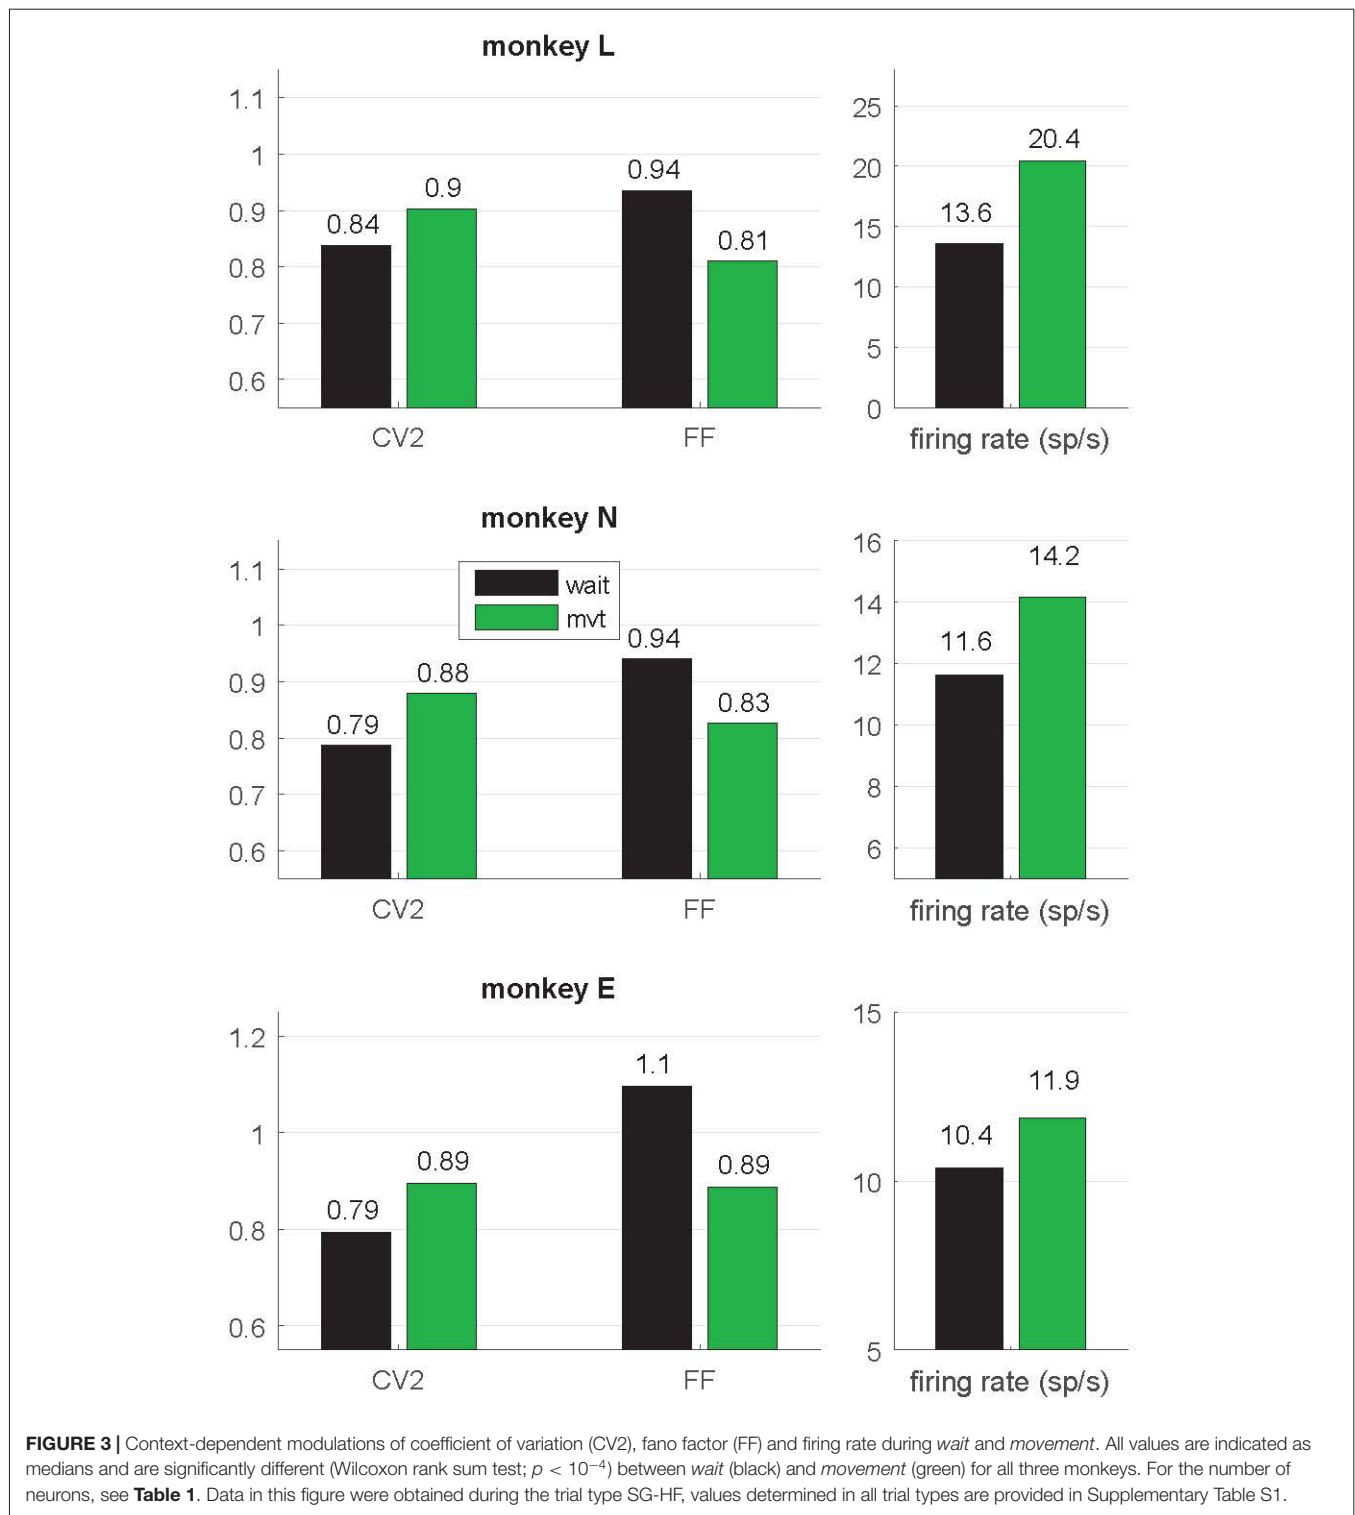 monkey L
1.1
1
0.9
0.8
0.7
0.6
0.84
0.9
0.94
0.81
CV2
FF
25
20
15
10
5
0
13.6
20.4
firing rate (sp/s)
monkey N
1.1
1
0.9
0.8
0.7
0.6
wait
mvt
0.79
0.88
0.94
0.83
CV2
FF
16
14
12
10
8
6
11.6
14.2
firing rate (sp/s)
monkey E
1.2
1
0.8
0.6
0.79
0.89
1.1
0.89
CV2
FF
15
10
5
10.4
11.9
firing rate (sp/s)
FIGURE 3 | Context-dependent modulations of coefficient of variation (CV2), fano factor (FF) and firing rate during wait and movement. All values are indicated as
medians and are significantly different (Wilcoxon rank sum test; p < 10⁻⁴) between wait (black) and movement (green) for all three monkeys. For the number of
neurons, see Table 1. Data in this figure were obtained during the trial type SG-HF, values determined in all trial types are provided in Supplementary Table S1.